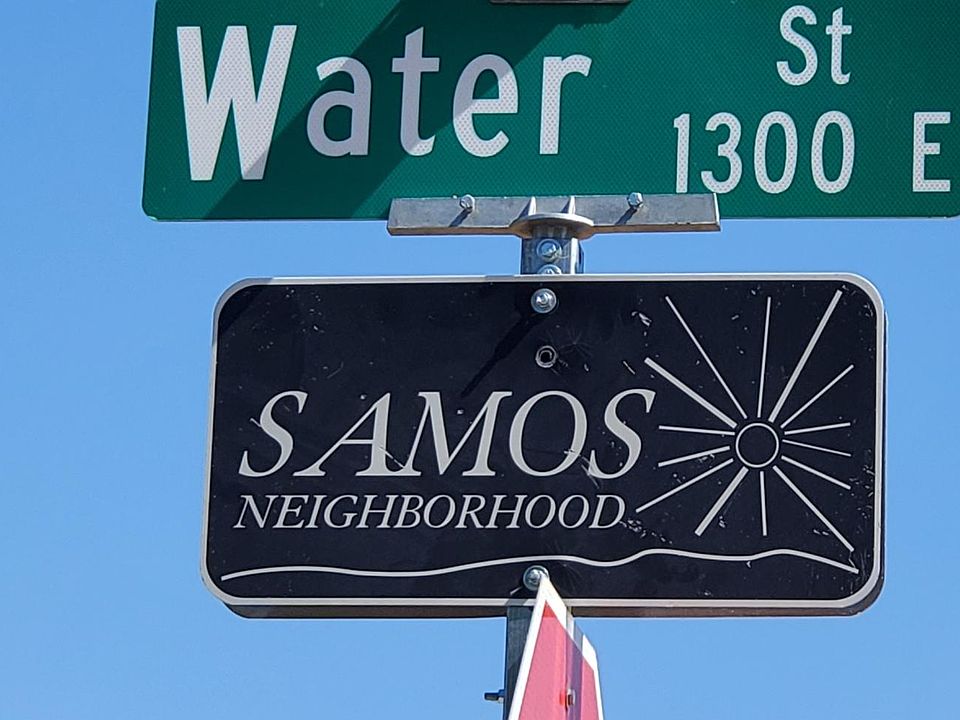 Water St
1300 E
SAMOS
NEIGHBORHOOD